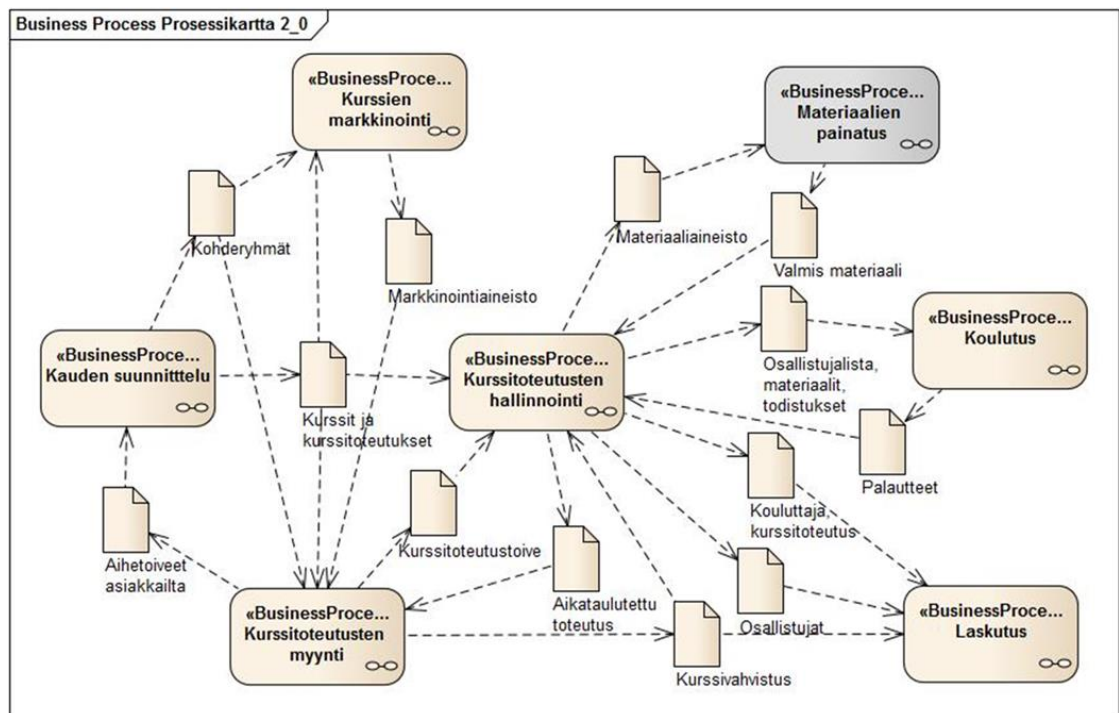 Business Process Prosessikartta 2_0
«BusinessProce...
Kurssien
markkinointi
«BusinessProce...
Materiaalien
painatus
Kohderyhmät
Materiaaliaineisto
Valmis materiaali
Markkinointiaineisto
«BusinessProce...
Kauden suunnitttelu
Kurssit ja
kurssitoteutukset
«BusinessProce...
Kurssitoteutusten
hallinnointi
Osallistujalista,
materiaalit,
todistukset
«BusinessProce...
Koulutus
Palautteet
Aihetoiveet
asiakkailta
Kurssitoteutustoive
Kouluttaja,
kurssitoteutus
«BusinessProce...
Kurssitoteutusten
myynti
Aikataulutettu
toteutus
Kurssivahvistus
Osallistujat
«BusinessProce...
Laskutus